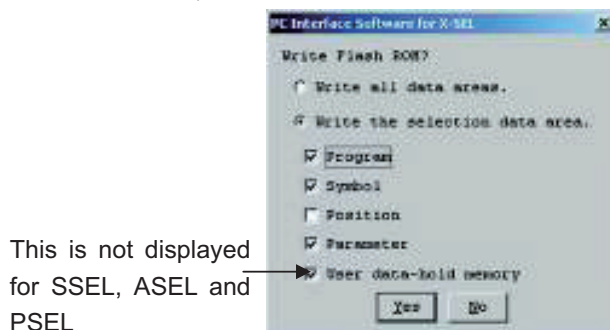 PC Interface Software for X-SEL
Write Flash ROM?
Write all data areas.
Write the selection data area.
Program
Symbol
Position
Parameter
User data-hold memory
Yes No
This is not displayed
for SSEL, ASEL and
PSEL